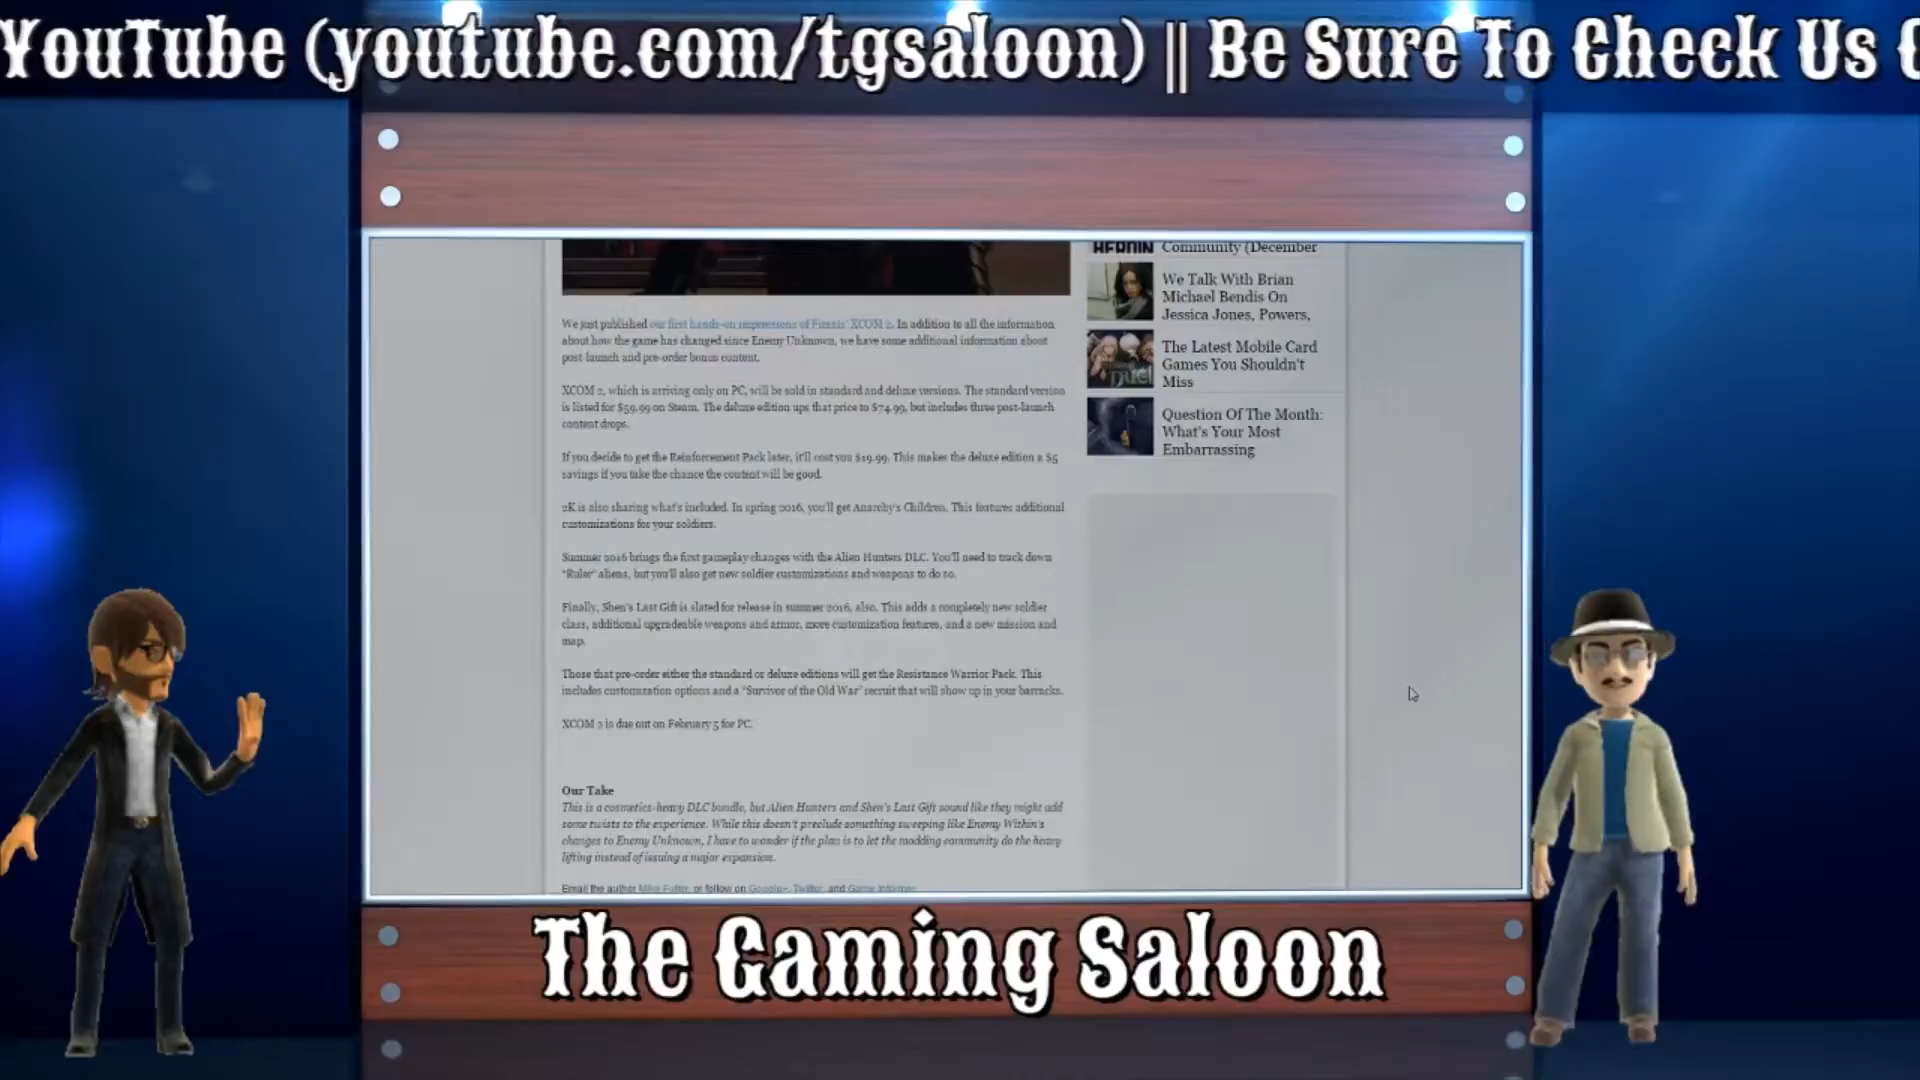 YouTube (youtube.com/tgsaloon) || Be Sure To Check Us
HEROIN
Community (December
We Talk With Brian
Michael Bendis On
Jessica Jones, Powers,
The Latest Mobile Card
Games You Shouldn't
Miss
Question Of The Month:
What's Your Most
Embarrassing
We just published our first hands-on impressions of Firaxis' XCOM 2. In addition to all the information
about how the game has changed since Enemy Unknown, we have some additional information about
post-launch and pre-order bonus content.
XCOM 2, which is arriving only on PC, will be sold in standard and deluxe versions. The standard version
is listed for $59.99 on Steam. The deluxe edition ups that price to $74.99, but includes three post-launch
content drops.
If you decide to get the Reinforcement Pack later, it'll cost you $19.99. This makes the deluxe edition a $5
savings if you take the chance the content will be good.
2K is also sharing what's included. In spring 2016, you'll get Anarchy's Children. This features additional
customizations for your soldiers.
Summer 2016 brings the first gameplay changes with the Alien Hunters DLC. You'll need to track down
"Ruler" aliens, but you'll also get new soldier customizations and weapons to do so.
Finally, Shen's Last Gift is slated for release in summer 2016, also. This adds a completely new soldier
class, additional upgradeable weapons and armor, more customization features, and a new mission and
map.
Those that pre-order either the standard or deluxe editions will get the Resistance Warrior Pack. This
includes customization options and a "Survivor of the Old War" recruit that will show up in your barracks.
XCOM 2 is due out on February 5 for PC.
Our Take
This is a cosmetics-heavy DLC bundle, but Alien Hunters and Shen's Last Gift sound like they might add
some twists to the experience. While this doesn't preclude something sweeping like Enemy Within's
changes to Enemy Unknown, I have to wonder if the plan is to let the modding community do the heavy
lifting instead of issuing a major expansion.
Email the author Mike Futter, or follow on Google+, Twitter, and Game Informer.
The Gaming Saloon